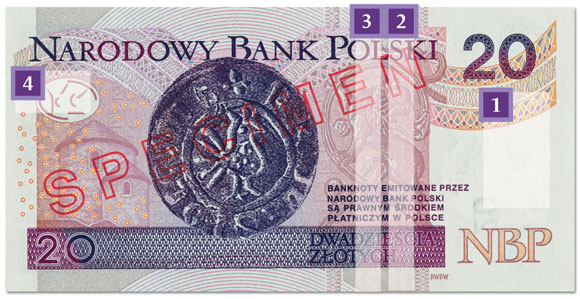 3 2
NARODOWY BANK POLSKI 20
4
1
SPECIMEN
BANKNOTY EMITOWANE PRZEZ
NARODOWY BANK POLSKI
SĄ PRAWNYM ŚRODKIEM
PŁATNICZYM W POLSCE
20 DWADZIEŚCIA
ZŁOTYCH
NBP
PWPW